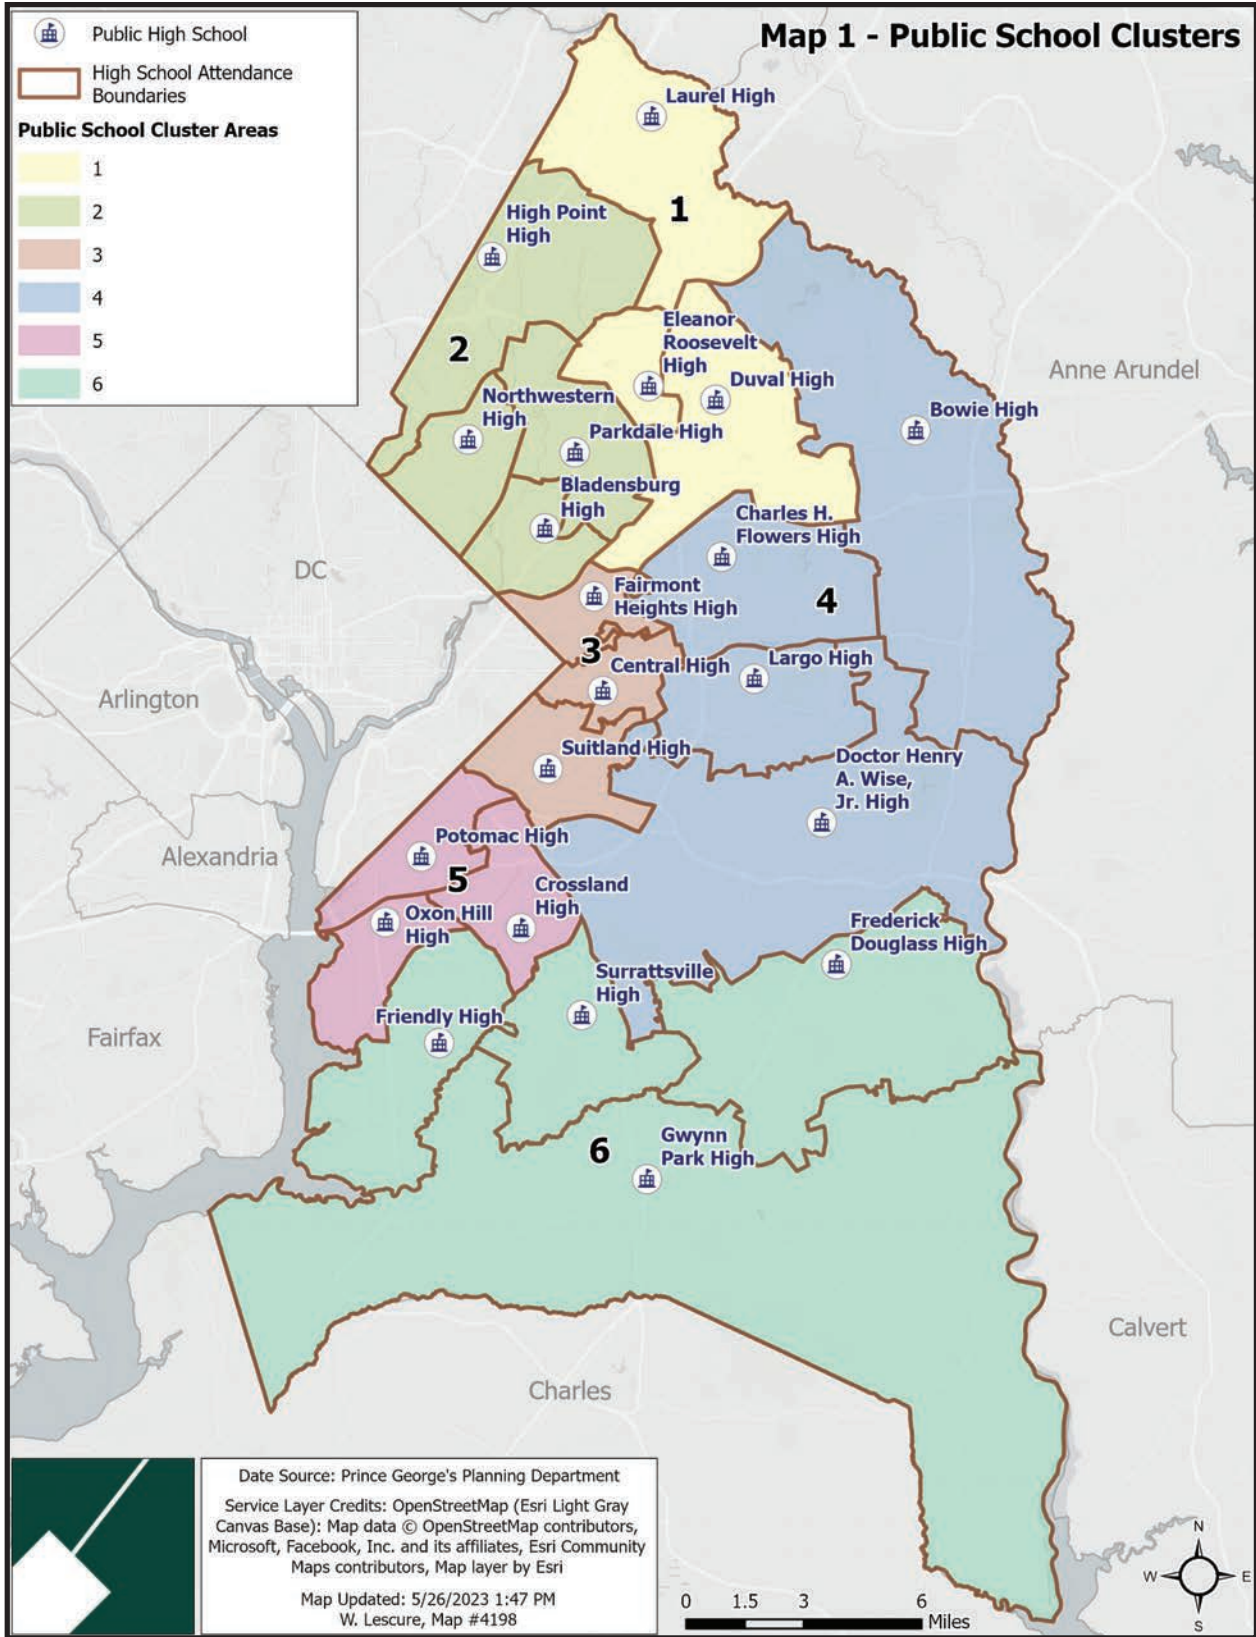 Map 1 - Public School Clusters
Public High School
High School Attendance
Boundaries
Public School Cluster Areas
1
2
3
4
5
6
Laurel High
1
High Point
High
2
Eleanor
Roosevelt
High
Duval High
Northwestern
High
Parkdale High
Bladensburg
High
Bowie High
Anne Arundel
Charles H.
Flowers High
DC
4
Fairmont
Heights High
3
Central High
Largo High
Arlington
Suitland High
Doctor Henry
A. Wise,
Jr. High
Potomac High
Alexandria
5
Crossland
High
Oxon Hill
High
Frederick
Douglass High
Surrattsville
High
Friendly High
Fairfax
6
Gwynn
Park High
Calvert
Charles
Date Source: Prince George's Planning Department
Service Layer Credits: OpenStreetMap (Esri Light Gray
Canvas Base): Map data © OpenStreetMap contributors,
Microsoft, Facebook, Inc. and its affiliates, Esri Community
Maps contributors, Map layer by Esri
Map Updated: 5/26/2023 1:47 PM
W. Lescure, Map #4198
0 1.5 3 6
Miles
N
W E
S